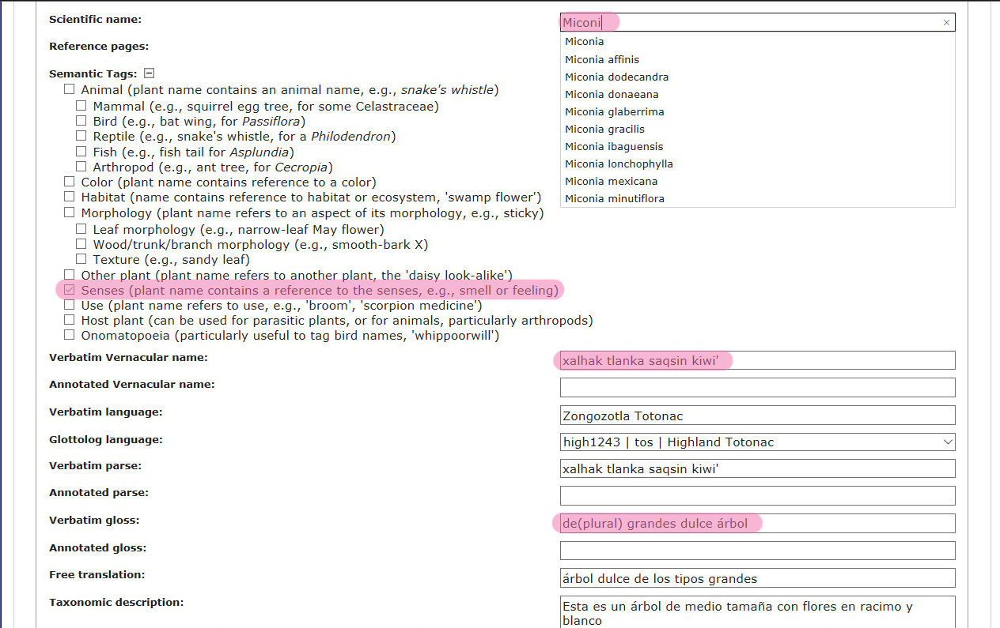 Scientific name:
Miconi
×
Miconia
Miconia affinis
Miconia dodecandra
Miconia donaeana
Miconia glaberrima
Miconia gracilis
Miconia ibaguensis
Miconia lonchophylla
Miconia mexicana
Miconia minutiflora
Reference pages:
Semantic Tags:
Animal (plant name contains an animal name, e.g., snake's whistle)
Mammal (e.g., squirrel egg tree, for some Celastraceae)
Bird (e.g., bat wing, for Passiflora)
Reptile (e.g., snake's whistle, for a Philodendron)
Fish (e.g., fish tail for Asplundia)
Arthropod (e.g., ant tree, for Cecropia)
Color (plant name contains reference to a color)
Habitat (name contains reference to habitat or ecosystem, 'swamp flower')
Morphology (plant name refers to an aspect of its morphology, e.g., sticky)
Leaf morphology (e.g., narrow-leaf May flower)
Wood/trunk/branch morphology (e.g., smooth-bark X)
Texture (e.g., sandy leaf)
Other plant (plant name refers to another plant, the 'daisy look-alike')
Senses (plant name contains a reference to the senses, e.g., smell or feeling)
Use (plant name refers to use, e.g., 'broom', 'scorpion medicine')
Host plant (can be used for parasitic plants, or for animals, particularly arthropods)
Onomatopoeia (particularly useful to tag bird names, 'whippoorwill')
Verbatim Vernacular name:
xalhak tlanka saqsin kiwi'
Annotated Vernacular name:
Verbatim language:
Zongozotla Totonac
Glottolog language:
high1243 | tos | Highland Totonac
Verbatim parse:
xalhak tlanka saqsin kiwi'
Annotated parse:
Verbatim gloss:
de(plural) grandes dulce árbol
Annotated gloss:
Free translation:
árbol dulce de los tipos grandes
Taxonomic description:
Esta es un árbol de medio tamaña con flores en racimo y
blanco